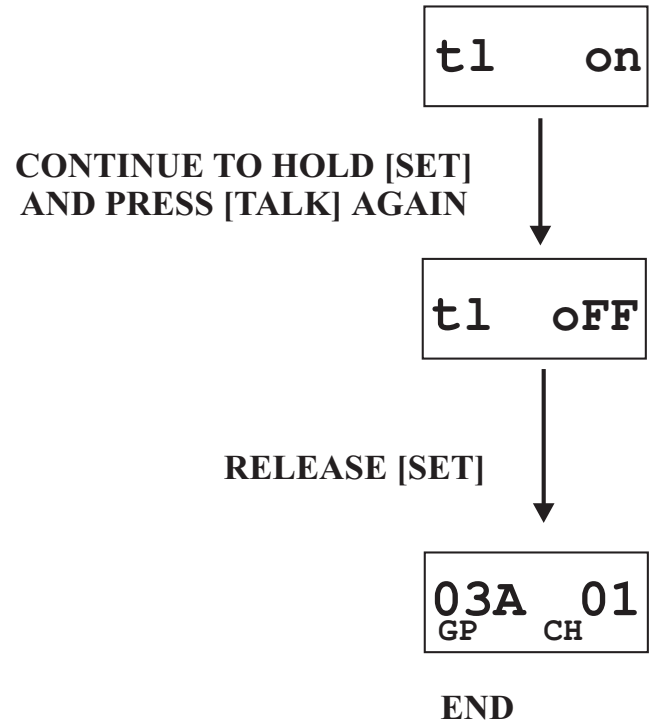 tl on
CONTINUE TO HOLD [SET]
AND PRESS [TALK] AGAIN
tl oFF
RELEASE [SET]
03A 01
GP CH
END